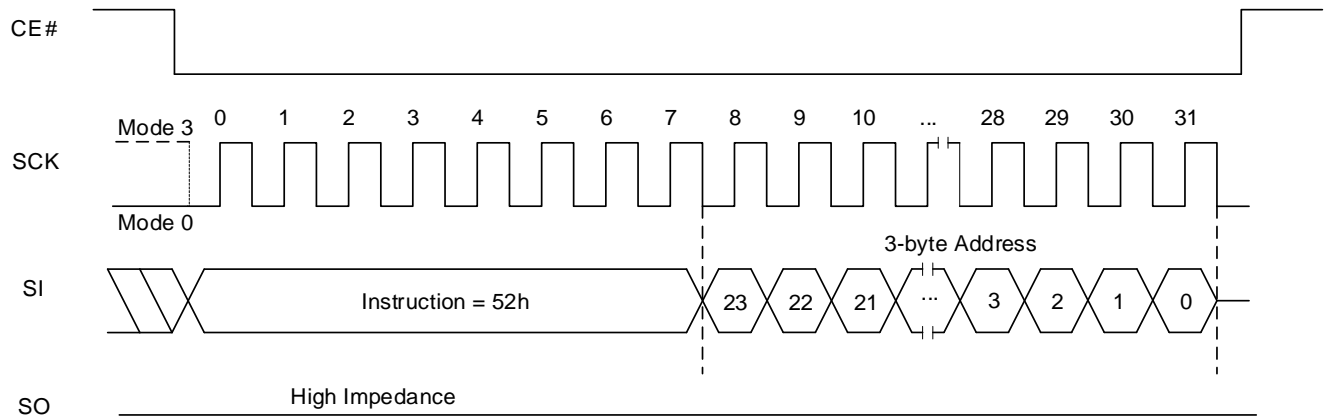 CE#
0 1 2 3 4 5 6 7 8 9 10 ... 28 29 30 31
Mode 3
SCK
Mode 0
3-byte Address
SI
Instruction = 52h
23 22 21 ... 3 2 1 0
High Impedance
SO